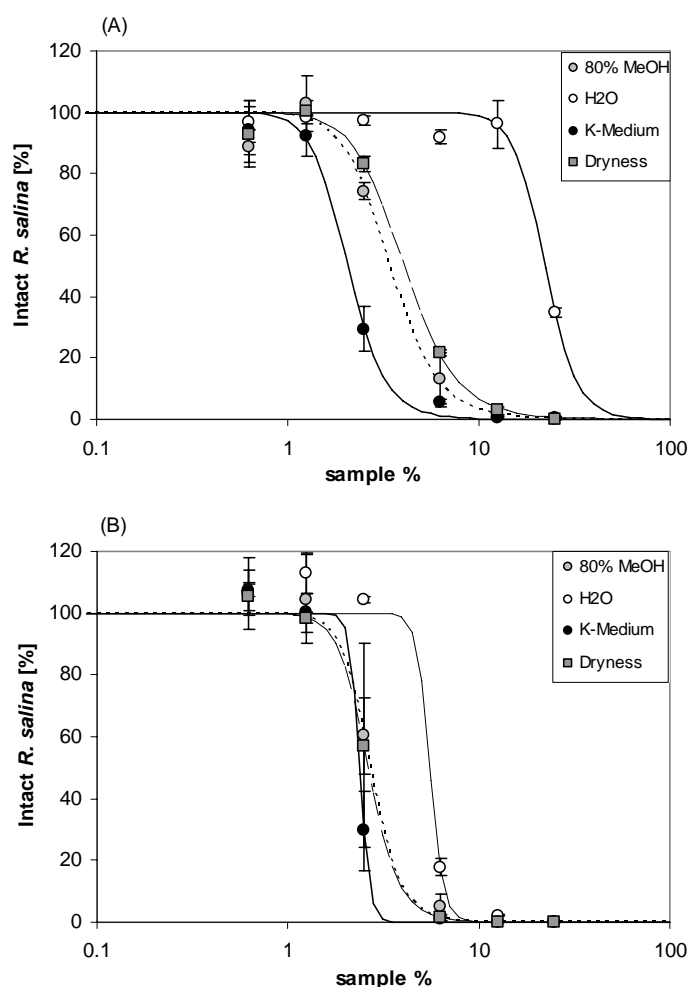 (A)
120
100
80
60
40
20
0
Intact R. salina [%]
0.1 1 10 100
sample %
80% MeOH
H2O
K-Medium
Dryness
(B)
120
100
80
60
40
20
0
Intact R. salina [%]
0.1 1 10 100
sample %
80% MeOH
H2O
K-Medium
Dryness